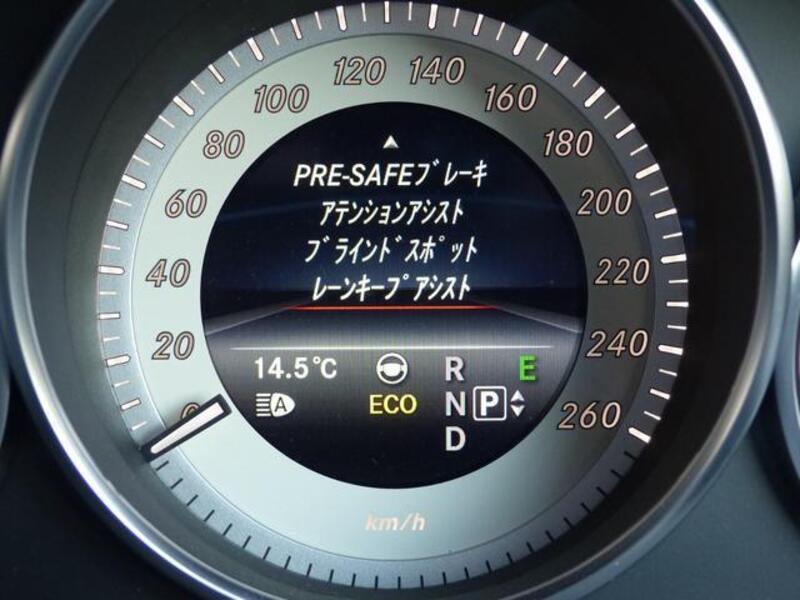 120 140
100 160
80 180
60 200
40 220
20 240
0 260
PRE-SAFEブレーキ
アテンションアシスト
ブラインドスポット
レーンキープアシスト
14.5℃ R E
A ECO N P
D
km/h